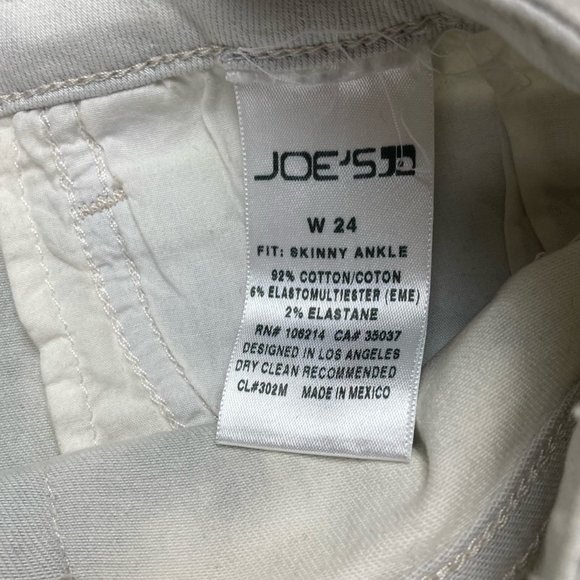 JOE'S
W 24
FIT: SKINNY ANKLE
92% COTTON/COTON
6% ELASTOMULTIESTER (EME)
2% ELASTANE
RN# 106214 CA# 35037
DESIGNED IN LOS ANGELES
DRY CLEAN RECOMMENDED
CL#302M MADE IN MEXICO